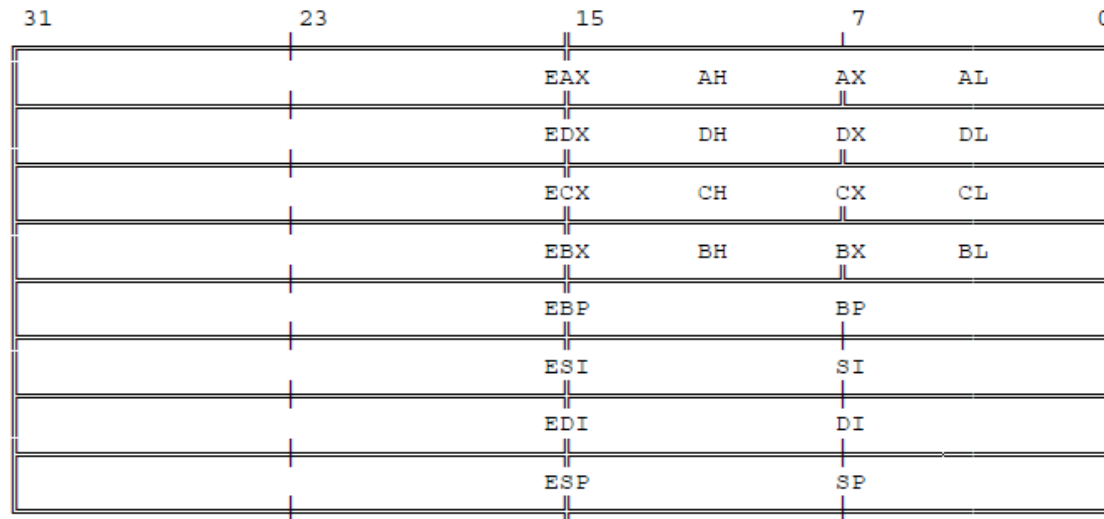 31 23 15 7 0
EAX AH AX AL
EDX DH DX DL
ECX CH CX CL
EBX BH BX BL
EBP BP
ESI SI
EDI DI
ESP SP